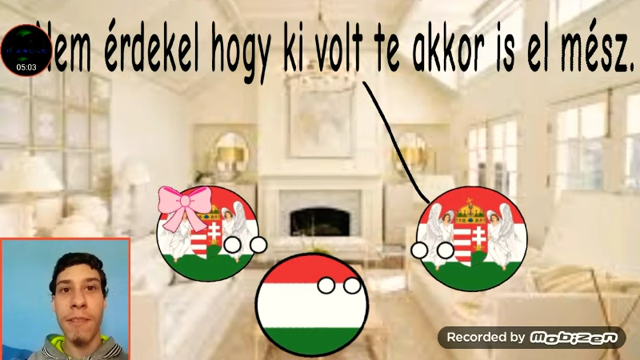 Nem érdekel hogy ki volt te akkor is el mész.
05:03
Recorded by Mobizen